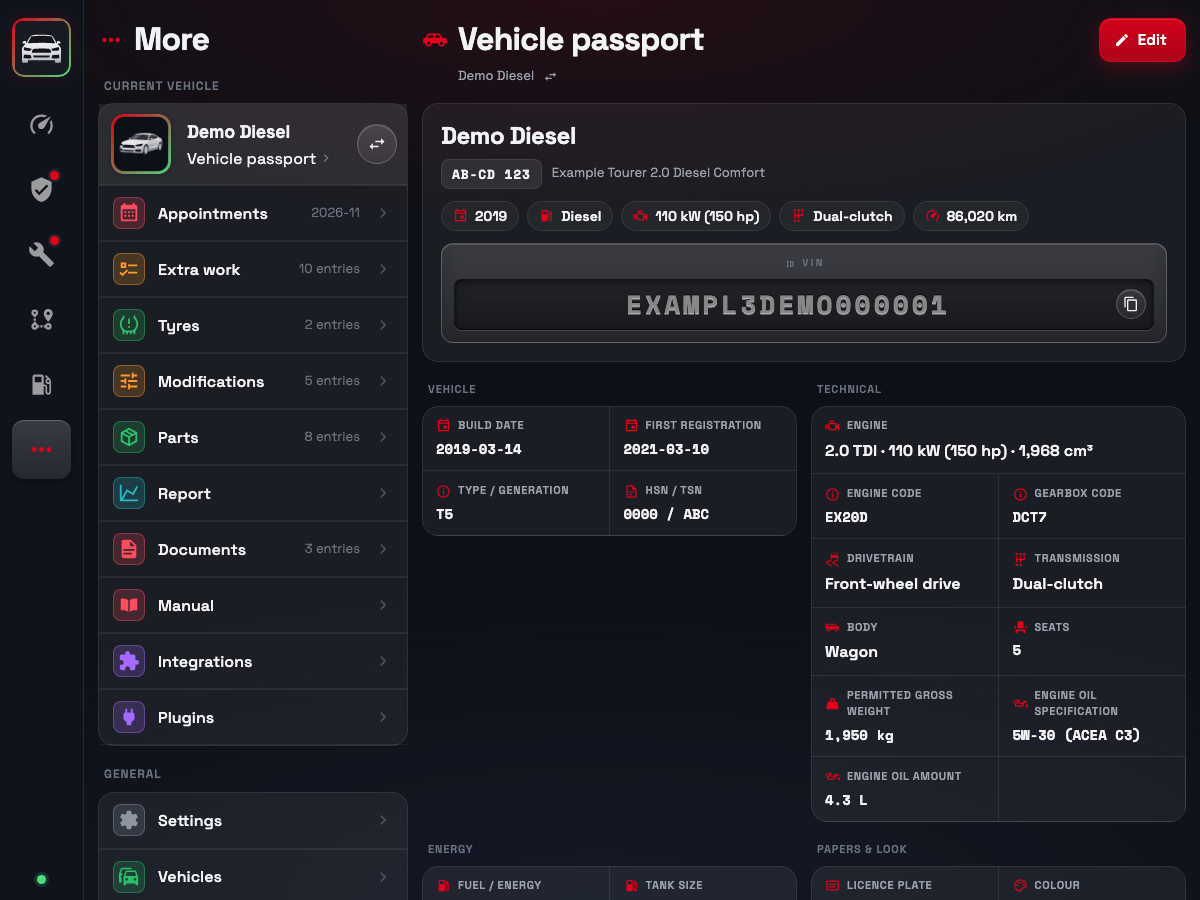 More
CURRENT VEHICLE
Demo Diesel
Vehicle passport
Appointments 2026-11
Extra work 10 entries
Tyres 2 entries
Modifications 5 entries
Parts 8 entries
Report
Documents 3 entries
Manual
Integrations
Plugins
GENERAL
Settings
Vehicles
Vehicle passport
Demo Diesel
Edit
Demo Diesel
AB-CD 123 Example Tourer 2.0 Diesel Comfort
2019 Diesel 110 kW (150 hp) Dual-clutch 86,020 km
ID VIN
EXAMPL3DEMO000001
VEHICLE
BUILD DATE FIRST REGISTRATION
2019-03-14 2021-03-10
TYPE / GENERATION HSN / TSN
T5 0000 / ABC
TECHNICAL
ENGINE
2.0 TDI · 110 kW (150 hp) · 1,968 cm³
ENGINE CODE GEARBOX CODE
EX20D DCT7
DRIVETRAIN TRANSMISSION
Front-wheel drive Dual-clutch
BODY SEATS
Wagon 5
PERMITTED GROSS WEIGHT ENGINE OIL SPECIFICATION
1,950 kg 5W-30 (ACEA C3)
ENGINE OIL AMOUNT
4.3 L
ENERGY
FUEL / ENERGY TANK SIZE
PAPERS & LOOK
LICENCE PLATE COLOUR